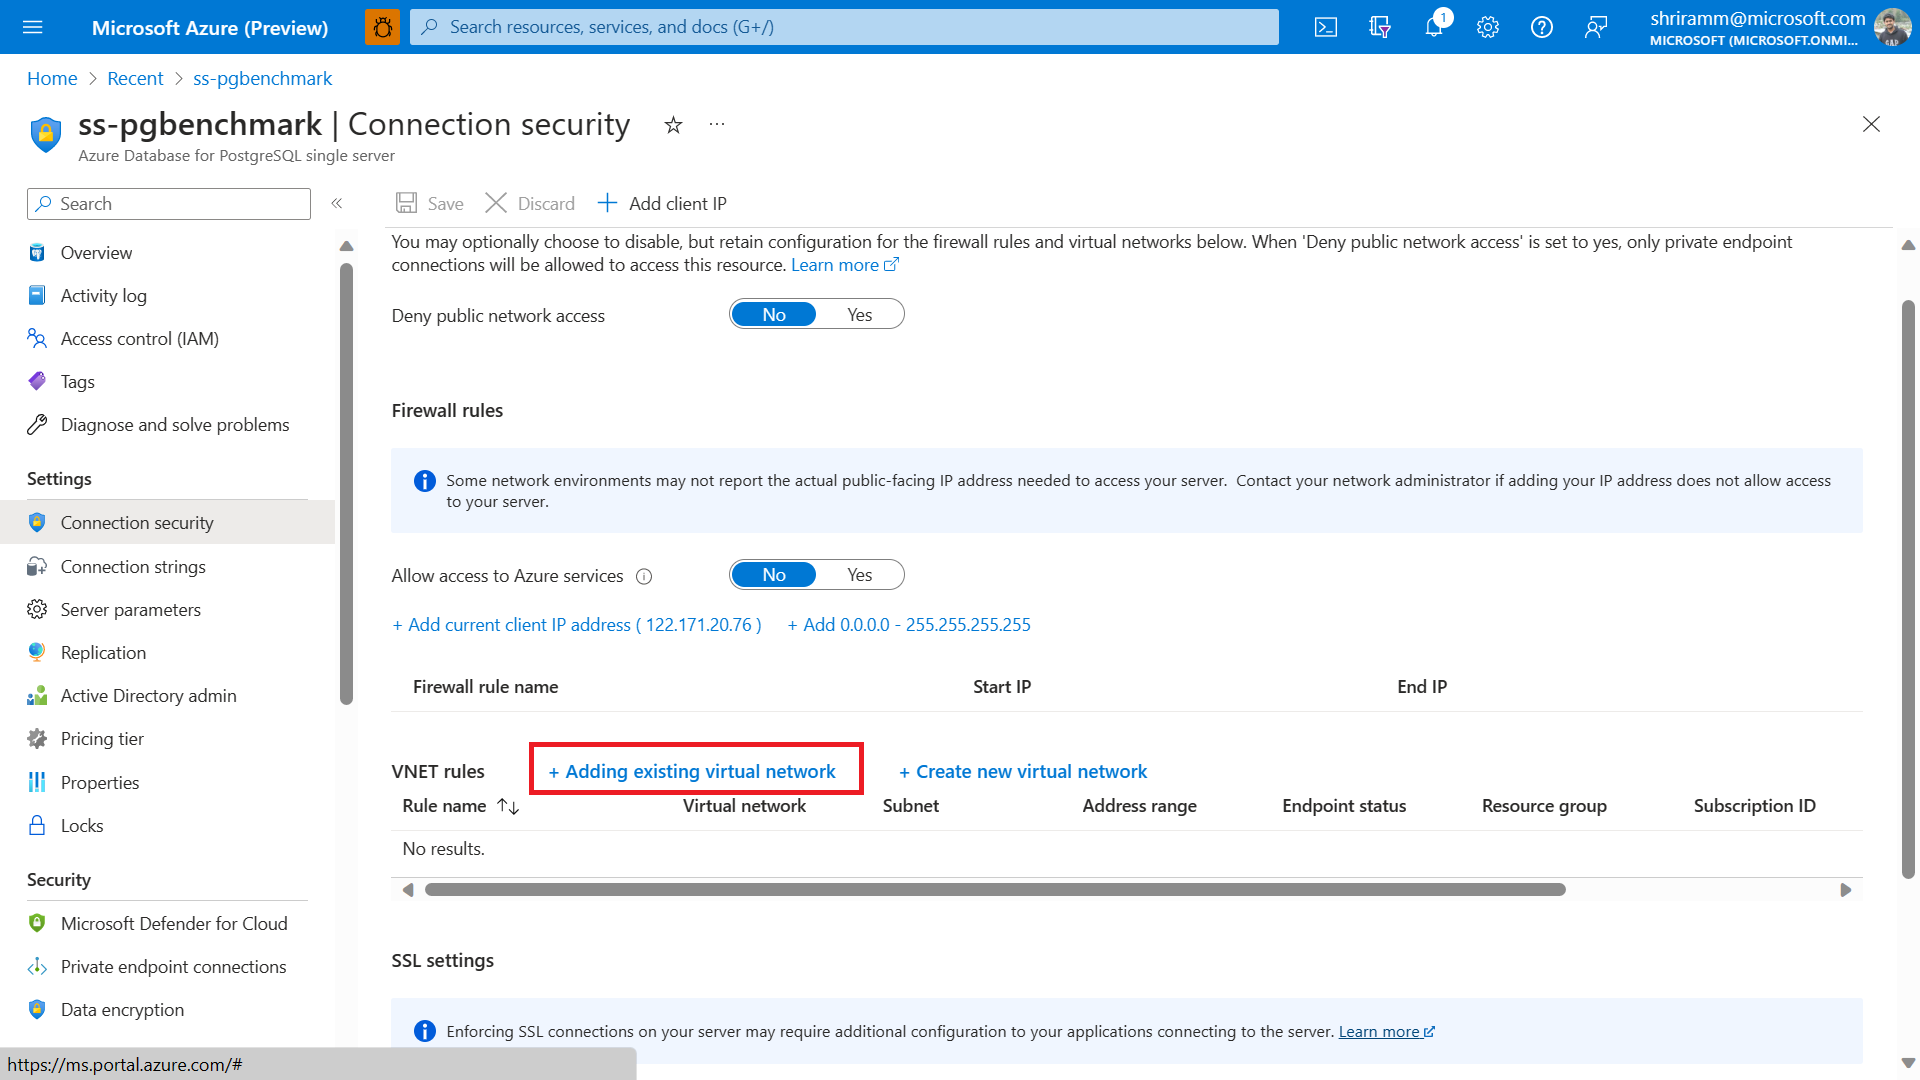 Microsoft Azure (Preview)
Search resources, services, and docs (G+/)
1
shriramm@microsoft.com
MICROSOFT (MICROSOFT.ONMI...
Home > Recent > ss-pgbenchmark
ss-pgbenchmark | Connection security
...
Azure Database for PostgreSQL single server
Search
«
Save
Discard
Add client IP
Overview
Activity log
Access control (IAM)
Tags
Diagnose and solve problems
Settings
Connection security
Connection strings
Server parameters
Replication
Active Directory admin
Pricing tier
Properties
Locks
Security
Microsoft Defender for Cloud
Private endpoint connections
Data encryption
You may optionally choose to disable, but retain configuration for the firewall rules and virtual networks below. When 'Deny public network access' is set to yes, only private endpoint
connections will be allowed to access this resource. Learn more
Deny public network access No Yes
Firewall rules
Some network environments may not report the actual public-facing IP address needed to access your server. Contact your network administrator if adding your IP address does not allow access
to your server.
Allow access to Azure services No Yes
+ Add current client IP address ( 122.171.20.76 ) + Add 0.0.0.0 - 255.255.255.255
Firewall rule name Start IP End IP
VNET rules + Adding existing virtual network + Create new virtual network
Rule name ↑↓ Virtual network Subnet Address range Endpoint status Resource group Subscription ID
No results.
SSL settings
Enforcing SSL connections on your server may require additional configuration to your applications connecting to the server. Learn more
https://ms.portal.azure.com/#